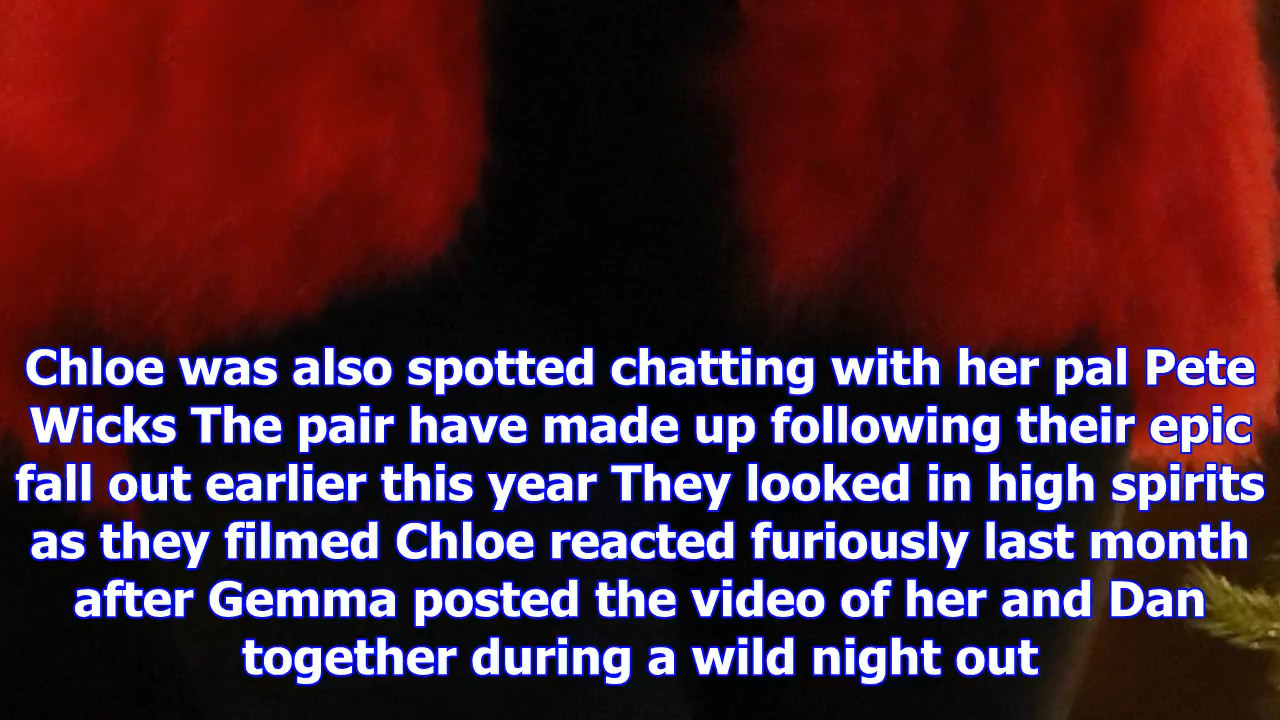 Chloe was also spotted chatting with her pal Pete
Wicks The pair have made up following their epic
fall out earlier this year They looked in high spirits
as they filmed Chloe reacted furiously last month
after Gemma posted the video of her and Dan
together during a wild night out